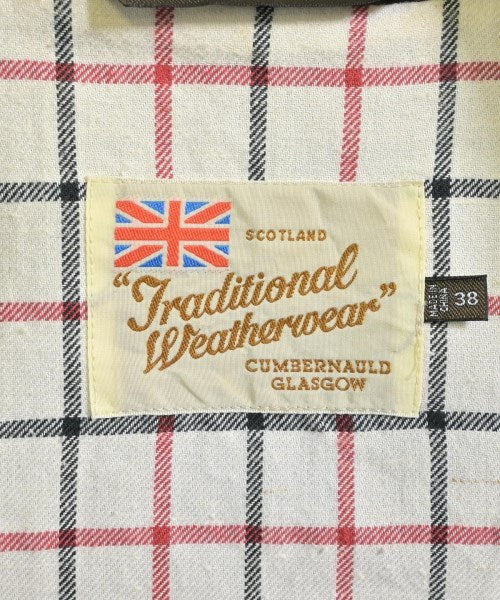 SCOTLAND
"Traditional
Weatherwear"
CUMBERNAULD
GLASGOW
MADE IN
CHINA
38